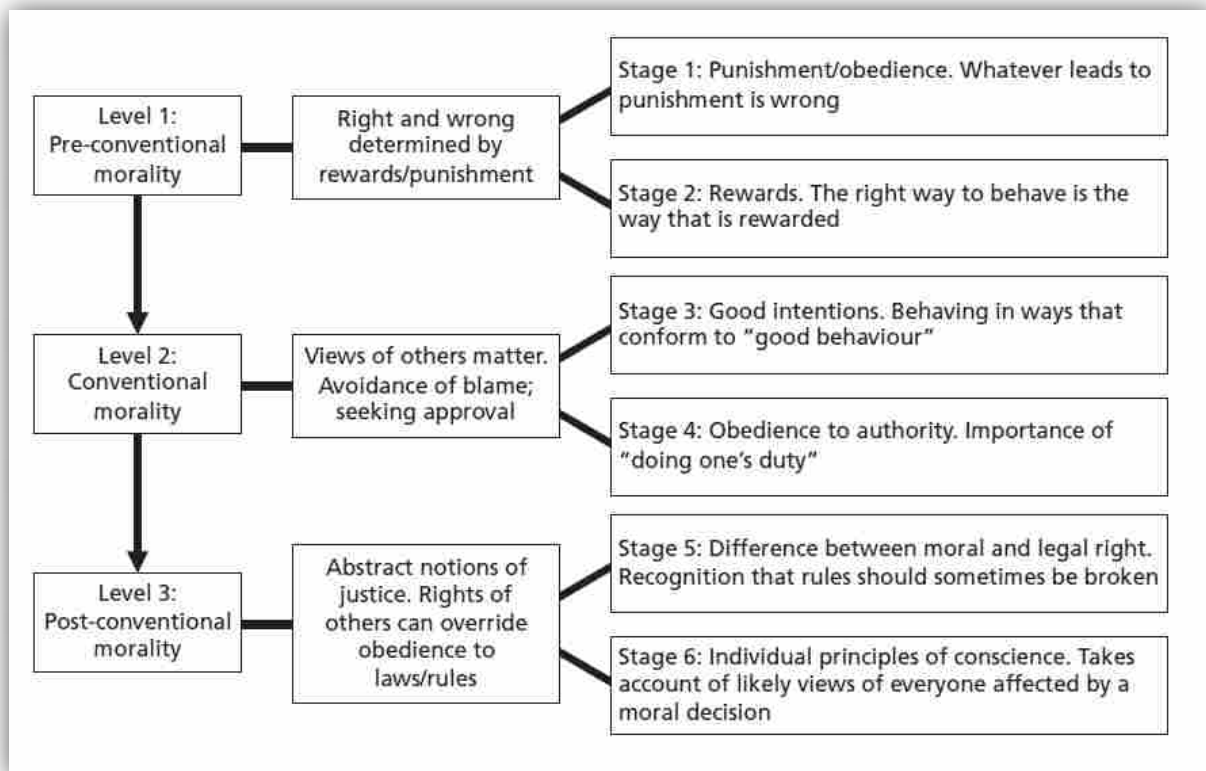 Level 1:
Pre-conventional
morality
Right and wrong
determined by
rewards/punishment
Stage 1: Punishment/obedience. Whatever leads to
punishment is wrong
Stage 2: Rewards. The right way to behave is the
way that is rewarded
Level 2:
Conventional
morality
Views of others matter.
Avoidance of blame;
seeking approval
Stage 3: Good intentions. Behaving in ways that
conform to “good behaviour”
Stage 4: Obedience to authority. Importance of
“doing one’s duty”
Level 3:
Post-conventional
morality
Abstract notions of
justice. Rights of
others can override
obedience to
laws/rules
Stage 5: Difference between moral and legal right.
Recognition that rules should sometimes be broken
Stage 6: Individual principles of conscience. Takes
account of likely views of everyone affected by a
moral decision